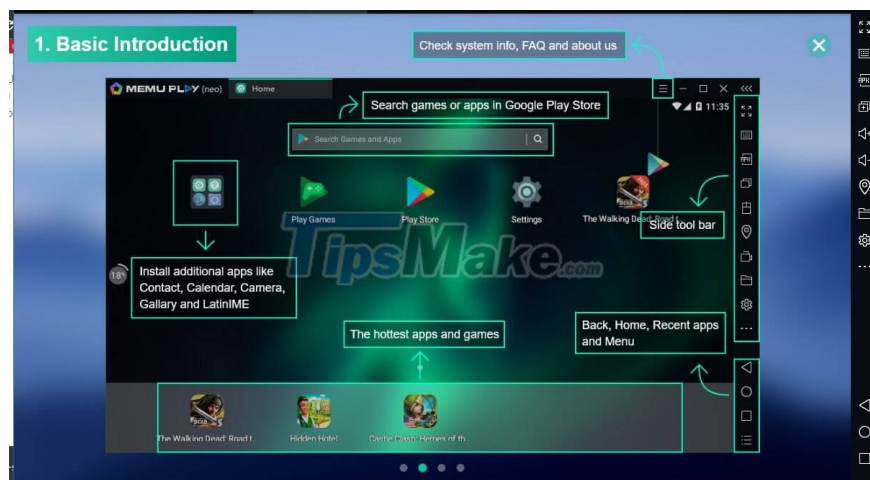 1. Basic Introduction
Check system info, FAQ and about us
MEMU PLAY (neo)
Home
Search games or apps in Google Play Store
11:35
Search Games and Apps
APK
APK
Play Games
Play Store
Settings
The Walking Dead: Road t...
Side tool bar
TipsMake.com
18%
Install additional apps like
Contact, Calendar, Camera,
Gallary and LatinIME
The hottest apps and games
Back, Home, Recent apps
and Menu
The Walking Dead: Road t...
Hidden Hotel
Castle Clash: Heroes of th...